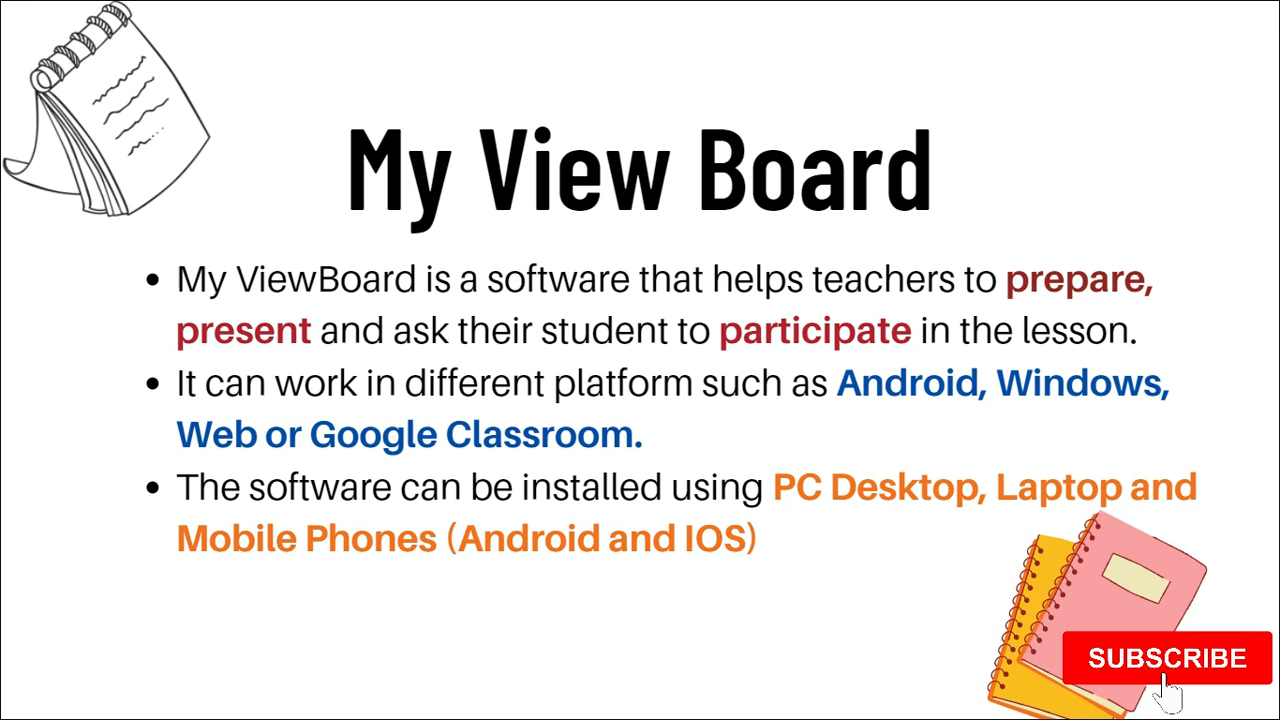 My View Board
• My ViewBoard is a software that helps teachers to prepare,
present and ask their student to participate in the lesson.
• It can work in different platform such as Android, Windows,
Web or Google Classroom.
• The software can be installed using PC Desktop, Laptop and
Mobile Phones (Android and IOS)
SUBSCRIBE